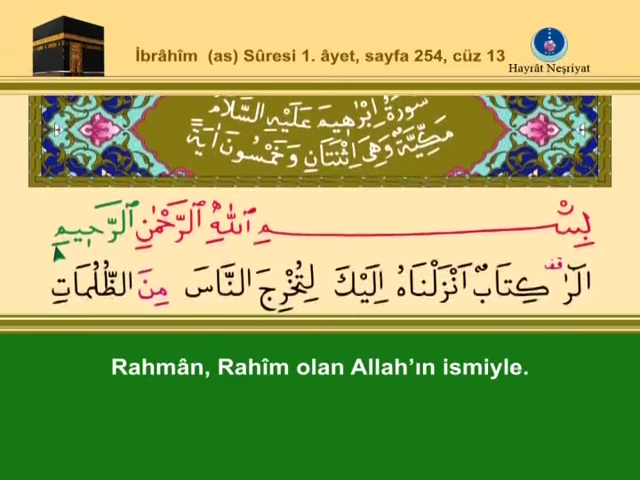 İbrâhîm (as) Sûresi 1. âyet, sayfa 254, cüz 13
Hayrât Neşriyat
سُورَةُ اِبْرٰهِيمَ عَلَيْهِ السَّلَامُ
مَكِّيَّةٌ وَهِىَ اِثْنَتَانِ وَخَمْسُونَ اٰيَةً
بِسْمِ اللّٰهِ الرَّحْمٰنِ الرَّحِيمِ
الٓرٰ قف كِتَابٌ اَنْزَلْنَاهُ اِلَيْكَ لِتُخْرِجَ النَّاسَ مِنَ الظُّلُمَاتِ
Rahmân, Rahîm olan Allah’ın ismiyle.